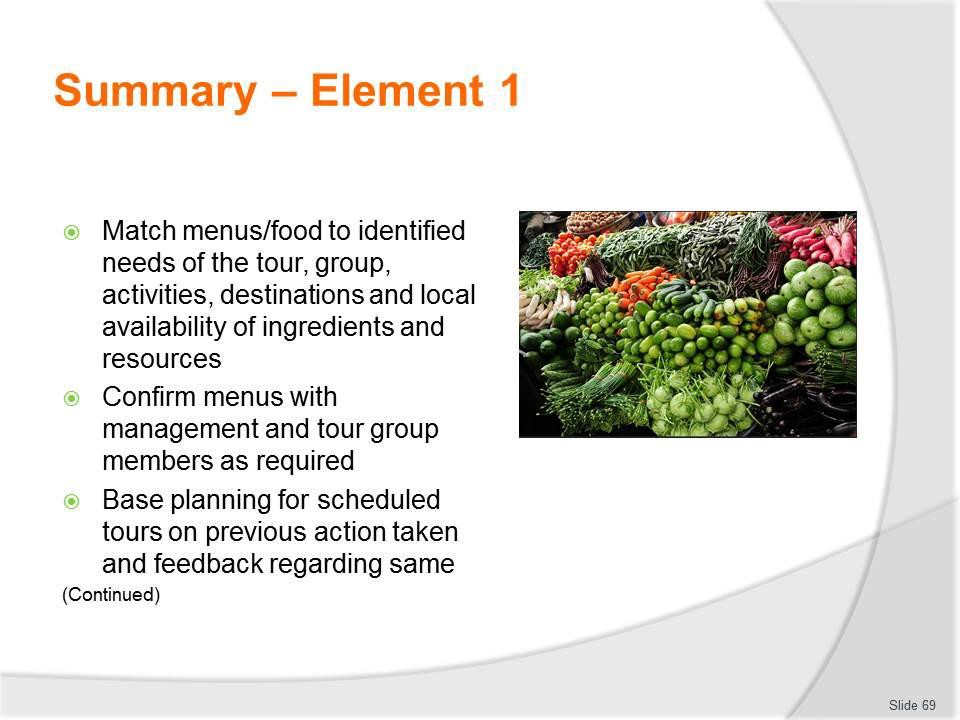 Summary – Element 1
Match menus/food to identified
needs of the tour, group,
activities, destinations and local
availability of ingredients and
resources
Confirm menus with
management and tour group
members as required
Base planning for scheduled
tours on previous action taken
and feedback regarding same
(Continued)
Slide 69